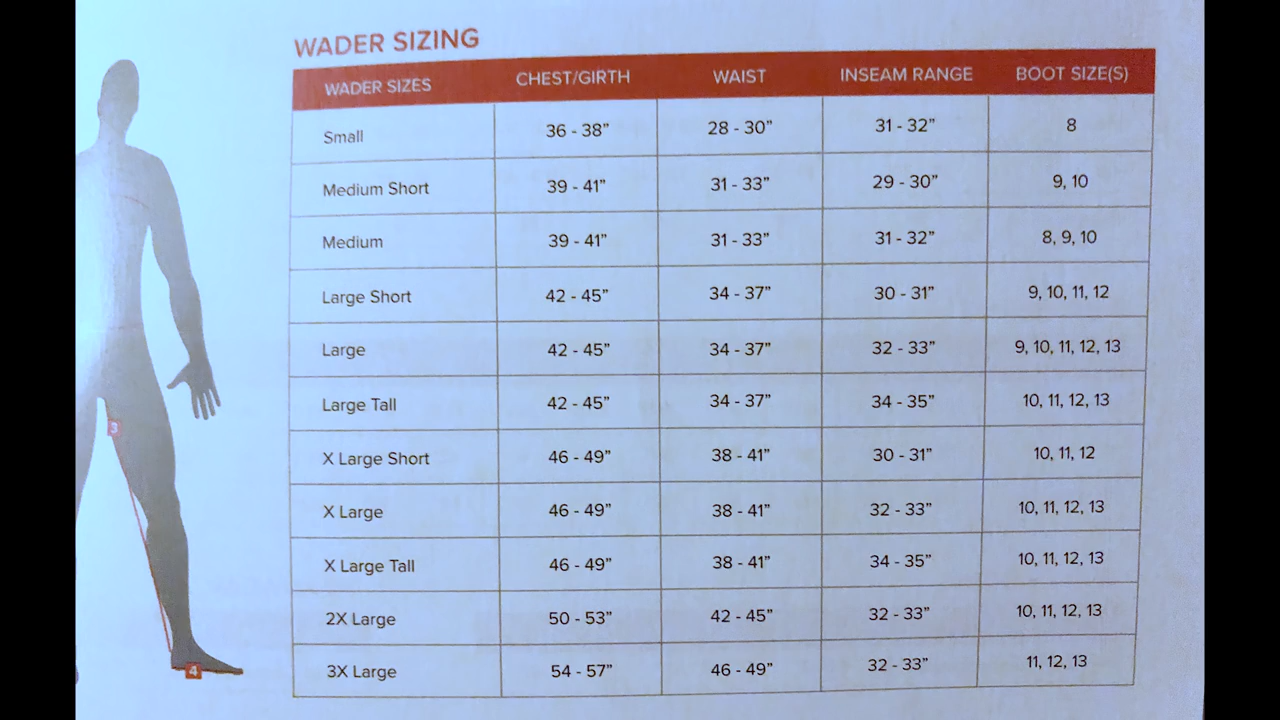 WADER SIZING
WADER SIZES CHEST/GIRTH WAIST INSEAM RANGE BOOT SIZE(S)
Small 36 - 38” 28 - 30” 31 - 32” 8
Medium Short 39 - 41” 31 - 33” 29 - 30” 9, 10
Medium 39 - 41” 31 - 33” 31 - 32” 8, 9, 10
Large Short 42 - 45” 34 - 37” 30 - 31” 9, 10, 11, 12
Large 42 - 45” 34 - 37” 32 - 33” 9, 10, 11, 12, 13
Large Tall 42 - 45” 34 - 37” 34 - 35” 10, 11, 12, 13
X Large Short 46 - 49” 38 - 41” 30 - 31” 10, 11, 12
X Large 46 - 49” 38 - 41” 32 - 33” 10, 11, 12, 13
X Large Tall 46 - 49” 38 - 41” 34 - 35” 10, 11, 12, 13
2X Large 50 - 53” 42 - 45” 32 - 33” 10, 11, 12, 13
3X Large 54 - 57” 46 - 49” 32 - 33” 11, 12, 13
3
4